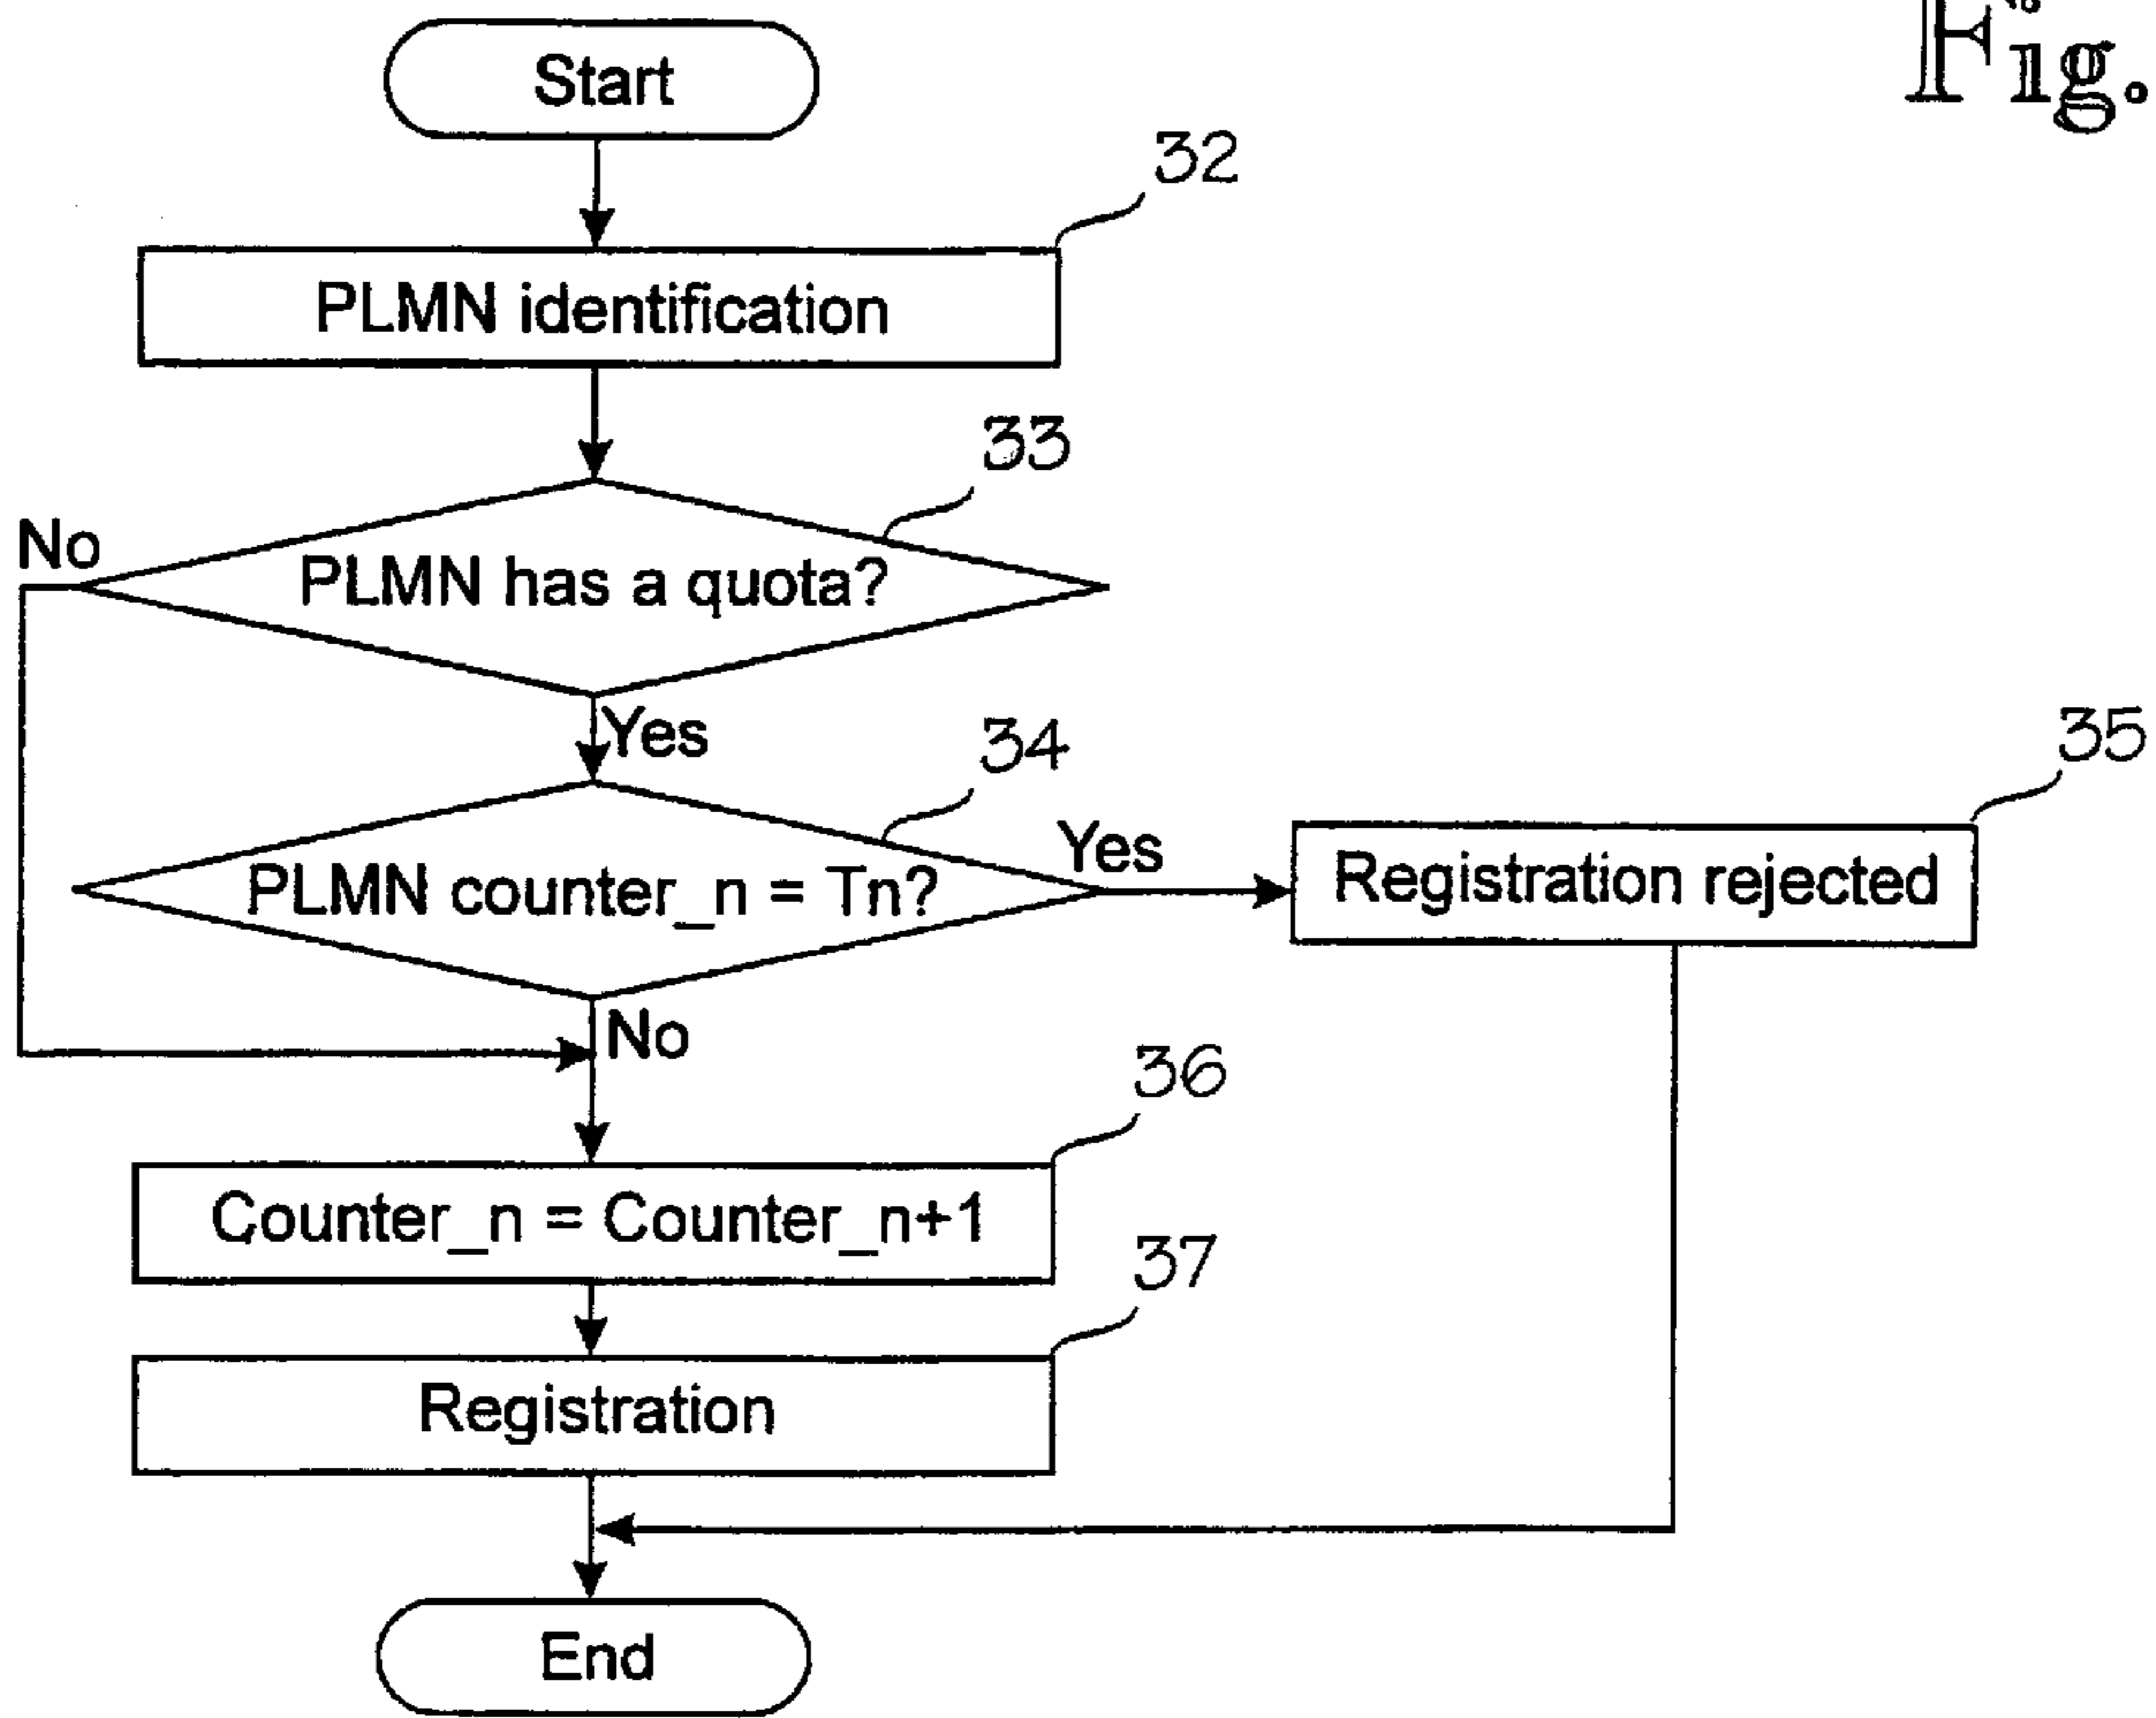 Fig.
Start
32
PLMN identification
33
No
PLMN has a quota?
Yes
34
35
Yes
PLMN counter_n = Tn?
Registration rejected
No
36
Counter_n = Counter_n+1
37
Registration
End